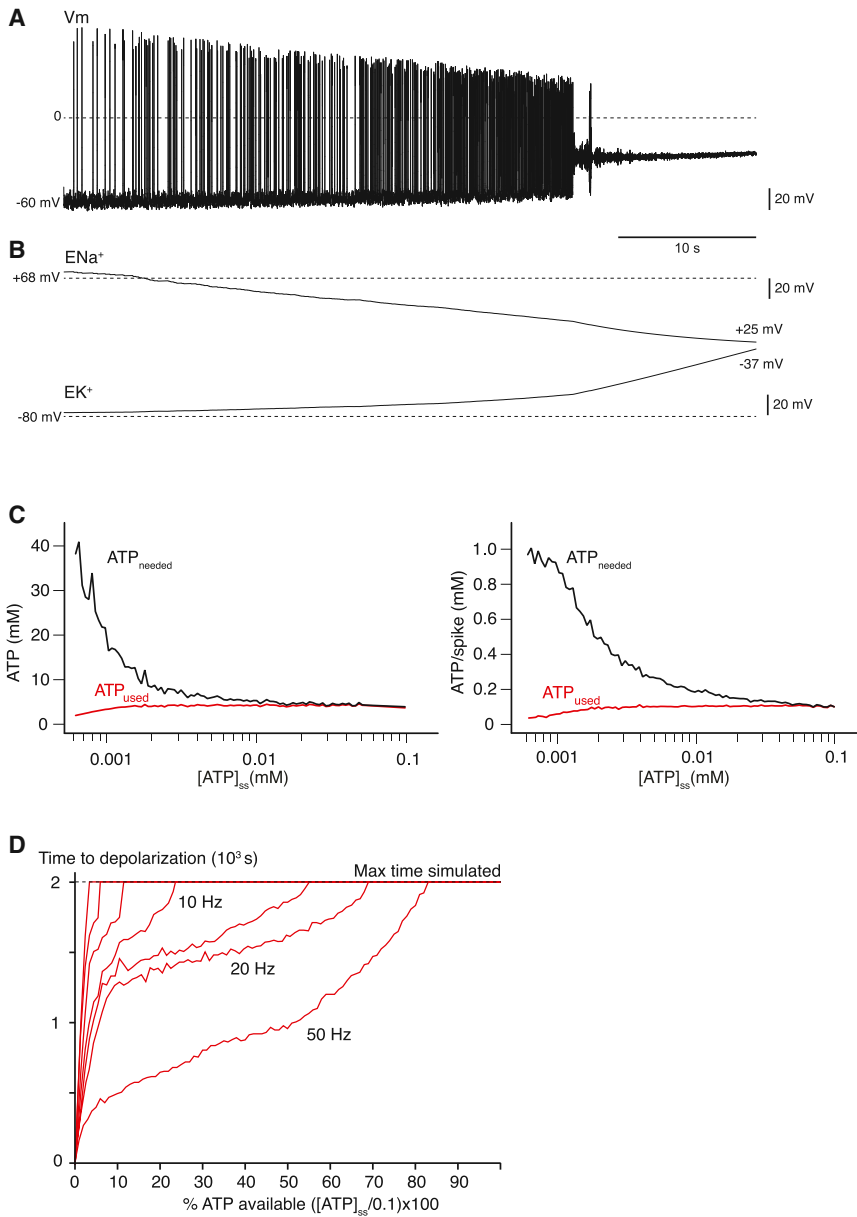 A
Vm
0
-60 mV
20 mV
10 s
B
ENa+
+68 mV
20 mV
+25 mV
-37 mV
EK+
-80 mV
20 mV
C
40
30
20
10
0
ATP (mM)
ATPneeded
ATPused
0.001
0.01
0.1
[ATP]ss(mM)
1.0
0.8
0.6
0.4
0.2
0
ATP/spike (mM)
ATPneeded
ATPused
0.001
0.01
0.1
[ATP]ss(mM)
D
Time to depolarization (10³ s)
Max time simulated
2
1
0
10 Hz
20 Hz
50 Hz
0 10 20 30 40 50 60 70 80 90
% ATP available ([ATP]ss/0.1)x100